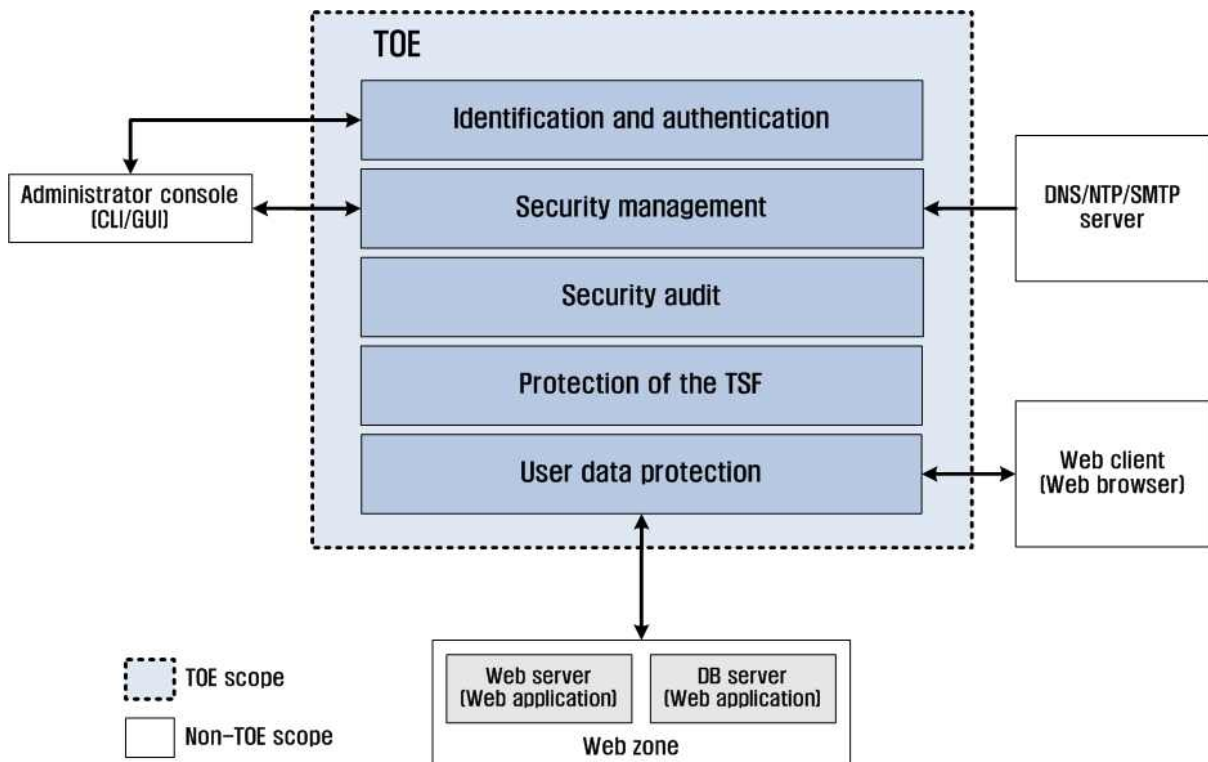 TOE
Identification and authentication
Administrator console
(CLI/GUI)
Security management
DNS/NTP/SMTP
server
Security audit
Protection of the TSF
User data protection
Web client
(Web browser)
Web server
(Web application)
DB server
(Web application)
Web zone
TOE scope
Non-TOE scope